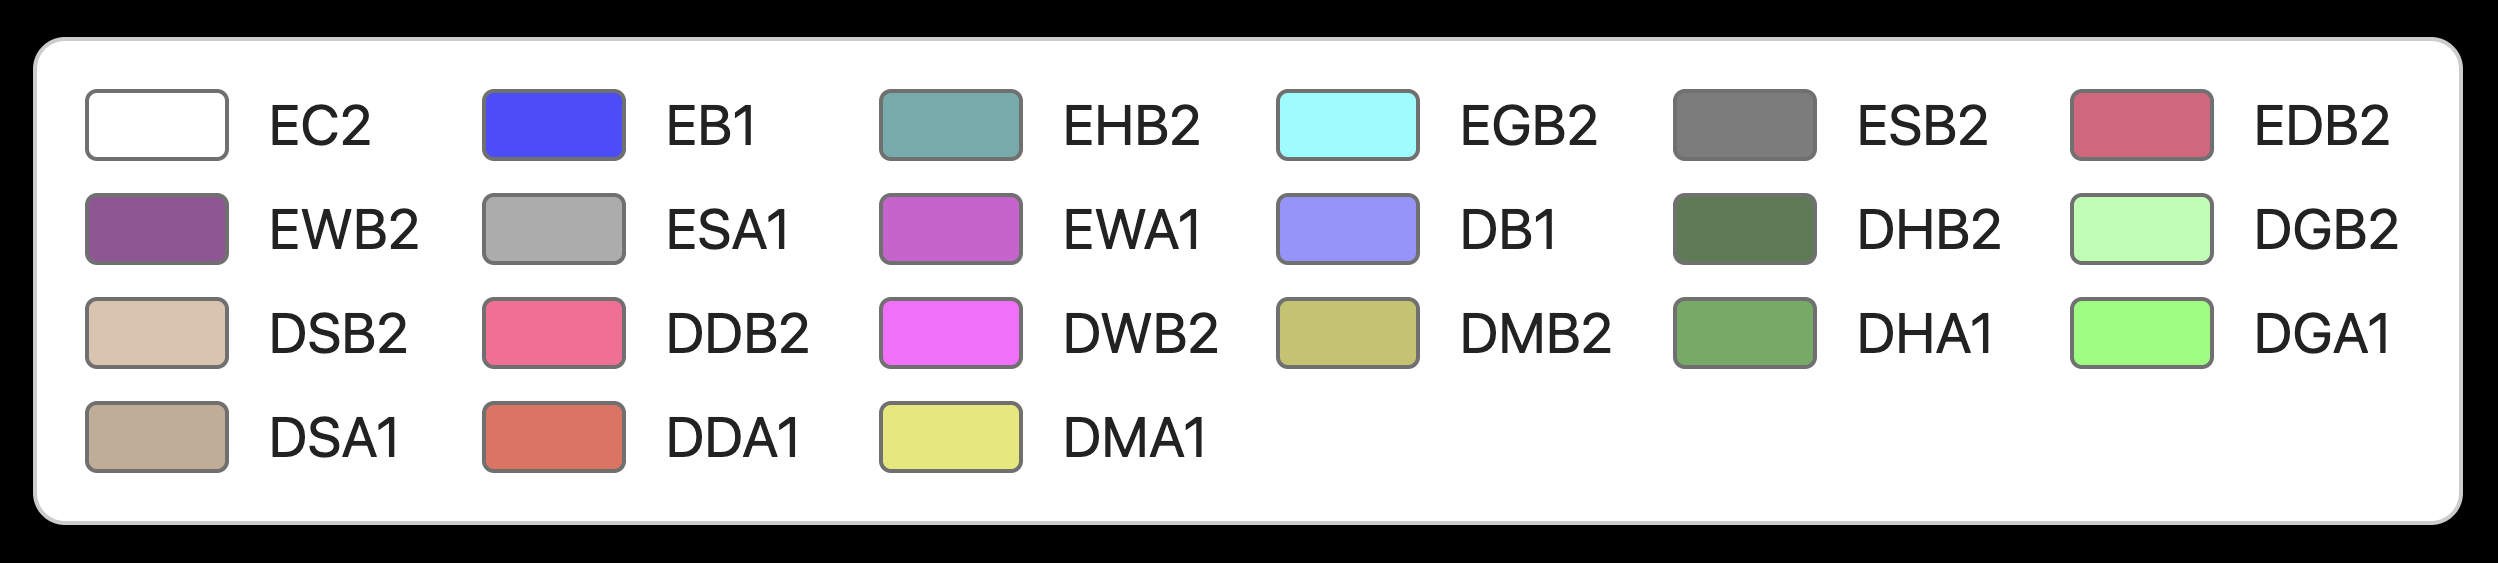 EC2 EB1 EHB2 EGB2 ESB2 EDB2
EWB2 ESA1 EWA1 DB1 DHB2 DGB2
DSB2 DDB2 DWB2 DMB2 DHA1 DGA1
DSA1 DDA1 DMA1